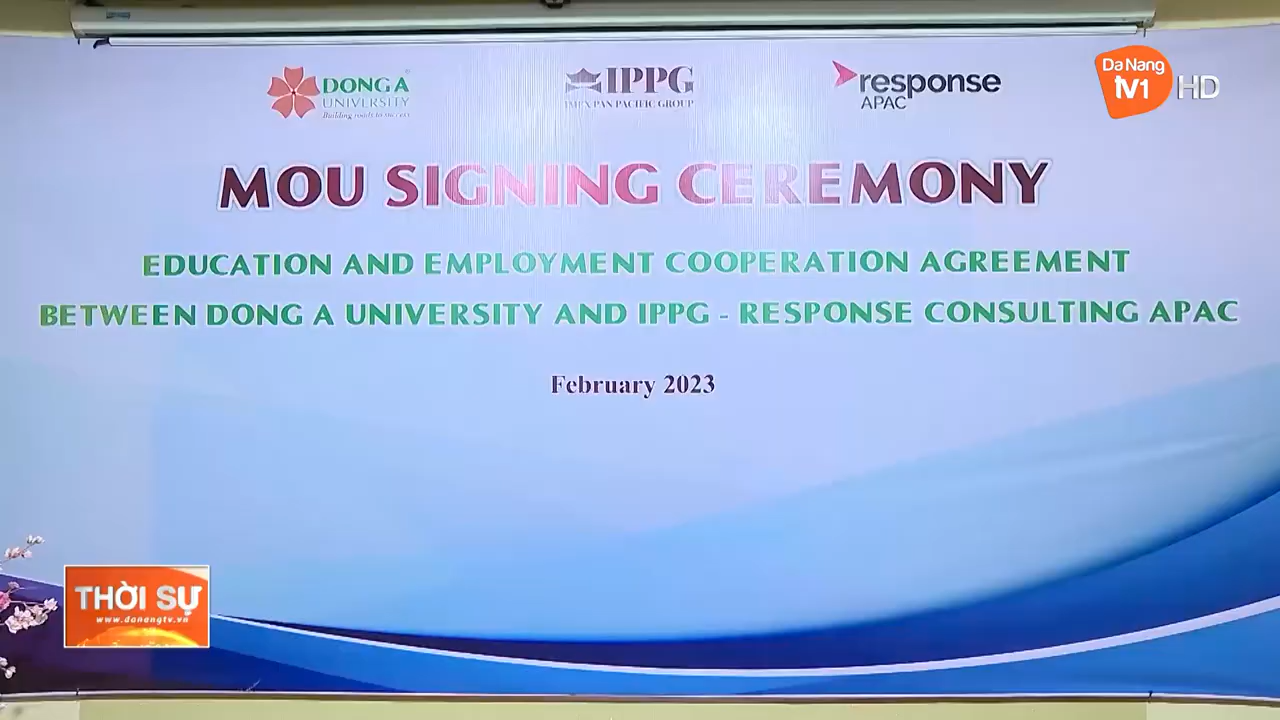 DONG A
UNIVERSITY
Building roads to success
IPPG
IMEX PAN PACIFIC GROUP
response
APAC
Da Nang
TV1
HD
MOU SIGNING CEREMONY
EDUCATION AND EMPLOYMENT COOPERATION AGREEMENT
BETWEEN DONG A UNIVERSITY AND IPPG - RESPONSE CONSULTING APAC
February 2023
THỜI SỰ
www.danangtv.vn